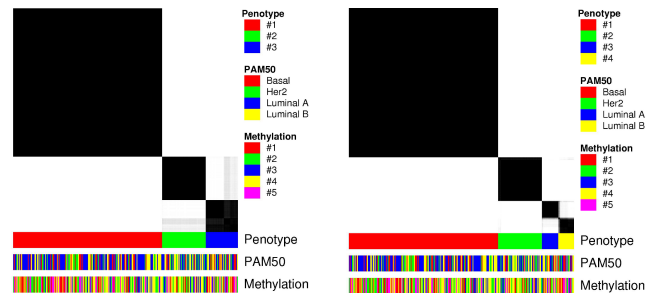 Penotype
#1
#2
#3
PAM50
Basal
Her2
Luminal A
Luminal B
Methylation
#1
#2
#3
#4
#5
Penotype
PAM50
Methylation
Penotype
#1
#2
#3
#4
PAM50
Basal
Her2
Luminal A
Luminal B
Methylation
#1
#2
#3
#4
#5
Penotype
PAM50
Methylation